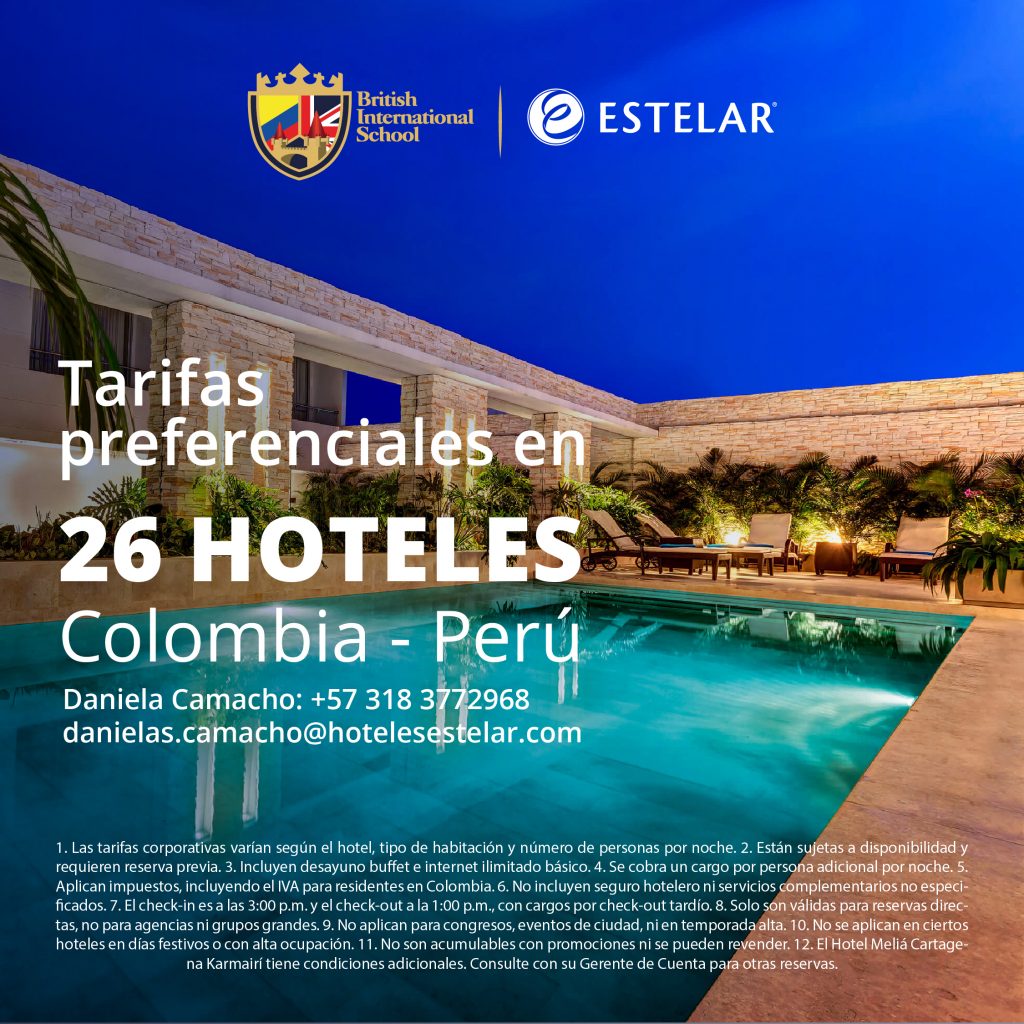 British
International
School
ESTELAR®
Tarifas
preferenciales en
26 HOTELES
Colombia - Perú
Daniela Camacho: +57 318 3772968
danielas.camacho@hotelesestelar.com
1. Las tarifas corporativas varían según el hotel, tipo de habitación y número de personas por noche. 2. Están sujetas a disponibilidad y
requieren reserva previa. 3. Incluyen desayuno buffet e internet ilimitado básico. 4. Se cobra un cargo por persona adicional por noche. 5.
Aplican impuestos, incluyendo el IVA para residentes en Colombia. 6. No incluyen seguro hotelero ni servicios complementarios no especi-
ficados. 7. El check-in es a las 3:00 p.m. y el check-out a la 1:00 p.m., con cargos por check-out tardío. 8. Solo son válidas para reservas direc-
tas, no para agencias ni grupos grandes. 9. No aplican para congresos, eventos de ciudad, ni en temporada alta. 10. No se aplican en ciertos
hoteles en días festivos o con alta ocupación. 11. No son acumulables con promociones ni se pueden revender. 12. El Hotel Meliá Cartage-
na Karmairí tiene condiciones adicionales. Consulte con su Gerente de Cuenta para otras reservas.